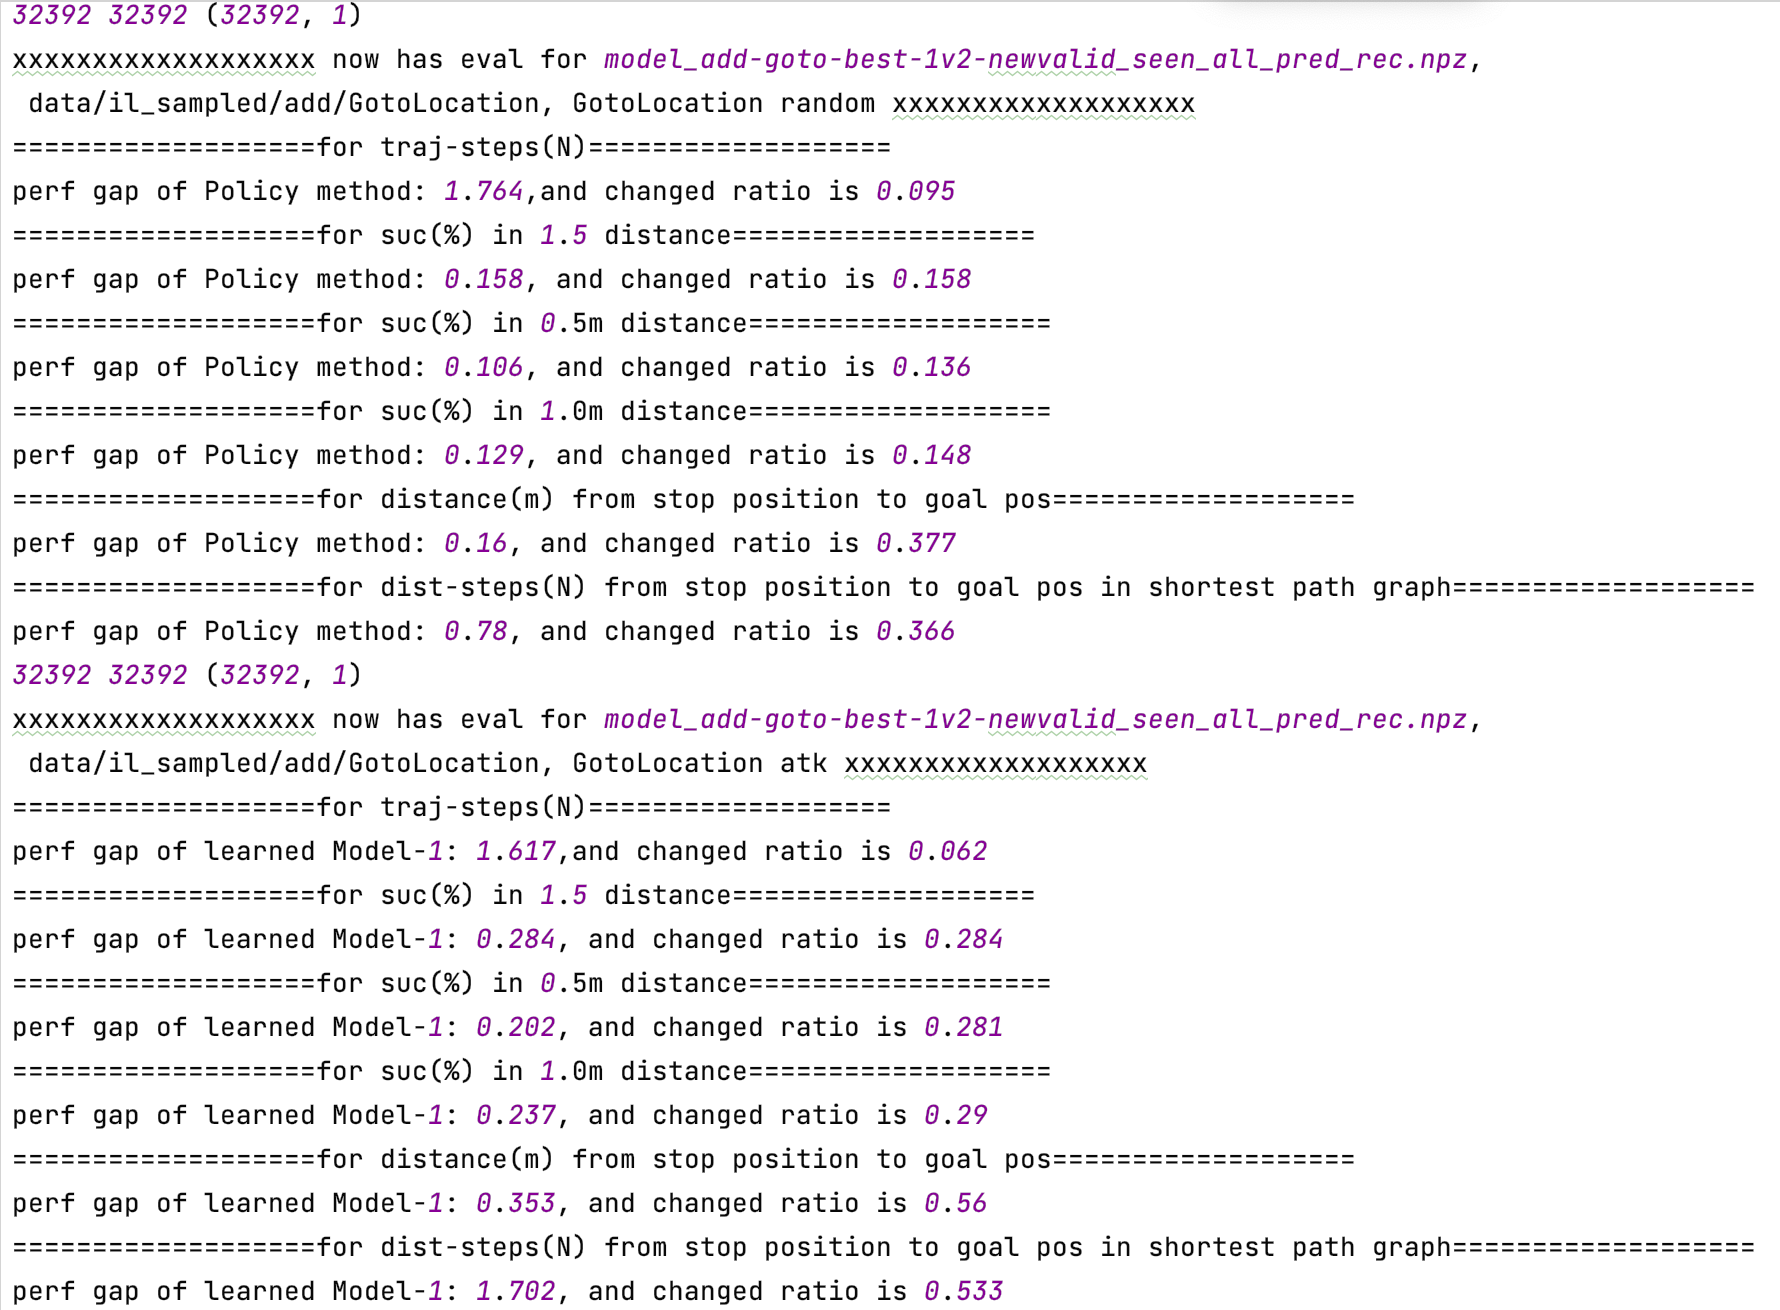 32392 32392 (32392, 1)
xxxxxxxxxxxxxxxxxxx now has eval for model_add-goto-best-1v2-newvalid_seen_all_pred_rec.npz,
data/il_sampled/add/GotoLocation, GotoLocation random xxxxxxxxxxxxxxxxxxx
===================for traj-steps(N)===================
perf gap of Policy method: 1.764,and changed ratio is 0.095
===================for suc(%) in 1.5 distance===================
perf gap of Policy method: 0.158, and changed ratio is 0.158
===================for suc(%) in 0.5m distance===================
perf gap of Policy method: 0.106, and changed ratio is 0.136
===================for suc(%) in 1.0m distance===================
perf gap of Policy method: 0.129, and changed ratio is 0.148
===================for distance(m) from stop position to goal pos===================
perf gap of Policy method: 0.16, and changed ratio is 0.377
===================for dist-steps(N) from stop position to goal pos in shortest path graph===================
perf gap of Policy method: 0.78, and changed ratio is 0.366
32392 32392 (32392, 1)
xxxxxxxxxxxxxxxxxxx now has eval for model_add-goto-best-1v2-newvalid_seen_all_pred_rec.npz,
data/il_sampled/add/GotoLocation, GotoLocation atk xxxxxxxxxxxxxxxxxxx
===================for traj-steps(N)===================
perf gap of learned Model-1: 1.617,and changed ratio is 0.062
===================for suc(%) in 1.5 distance===================
perf gap of learned Model-1: 0.284, and changed ratio is 0.284
===================for suc(%) in 0.5m distance===================
perf gap of learned Model-1: 0.202, and changed ratio is 0.281
===================for suc(%) in 1.0m distance===================
perf gap of learned Model-1: 0.237, and changed ratio is 0.29
===================for distance(m) from stop position to goal pos===================
perf gap of learned Model-1: 0.353, and changed ratio is 0.56
===================for dist-steps(N) from stop position to goal pos in shortest path graph===================
perf gap of learned Model-1: 1.702, and changed ratio is 0.533